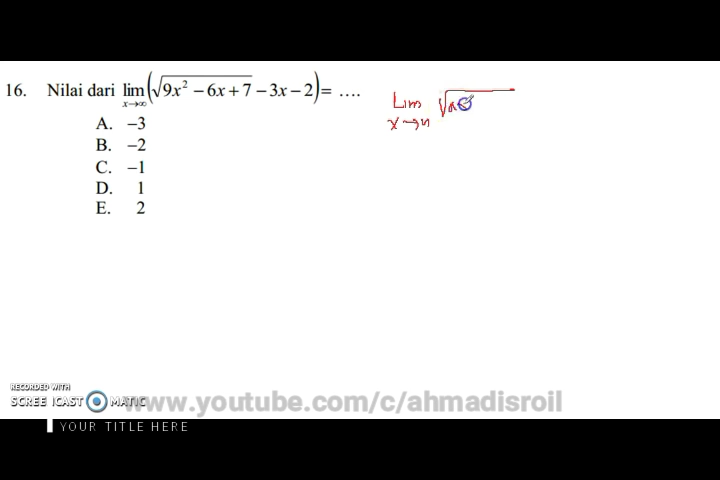 16. Nilai dari lim x→∞ (√9x² − 6x + 7 − 3x − 2) = ....
A. −3
B. −2
C. −1
D. 1
E. 2
Lim
x→
RECORDED WITH
SCREENCAST MATIC
www.youtube.com/c/ahmadisroil
YOUR TITLE HERE